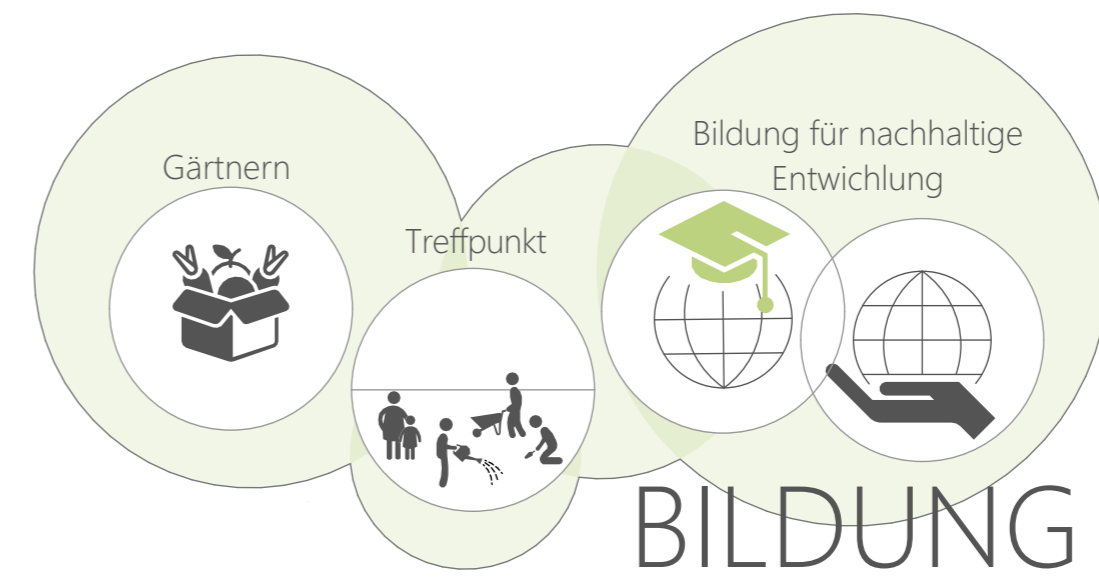 Gärtnern
Treffpunkt
Bildung für nachhaltige
Entwichlung
BILDUNG